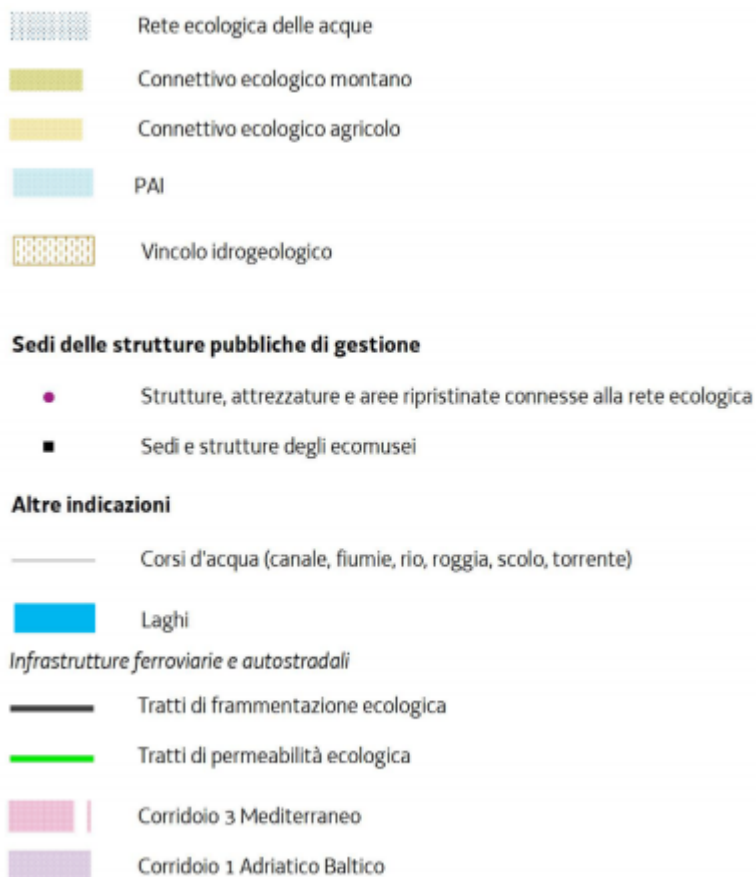 Rete ecologica delle acque
Connettivo ecologico montano
Connettivo ecologico agricolo
PAI
Vincolo idrogeologico
Sedi delle strutture pubbliche di gestione
Strutture, attrezzature e aree ripristinate connesse alla rete ecologica
Sedi e strutture degli ecomusei
Altre indicazioni
Corsi d'acqua (canale, fiumie, rio, roggia, scolo, torrente)
Laghi
Infrastrutture ferroviarie e autostradali
Tratti di frammentazione ecologica
Tratti di permeabilità ecologica
Corridoio 3 Mediterraneo
Corridoio 1 Adriatico Baltico